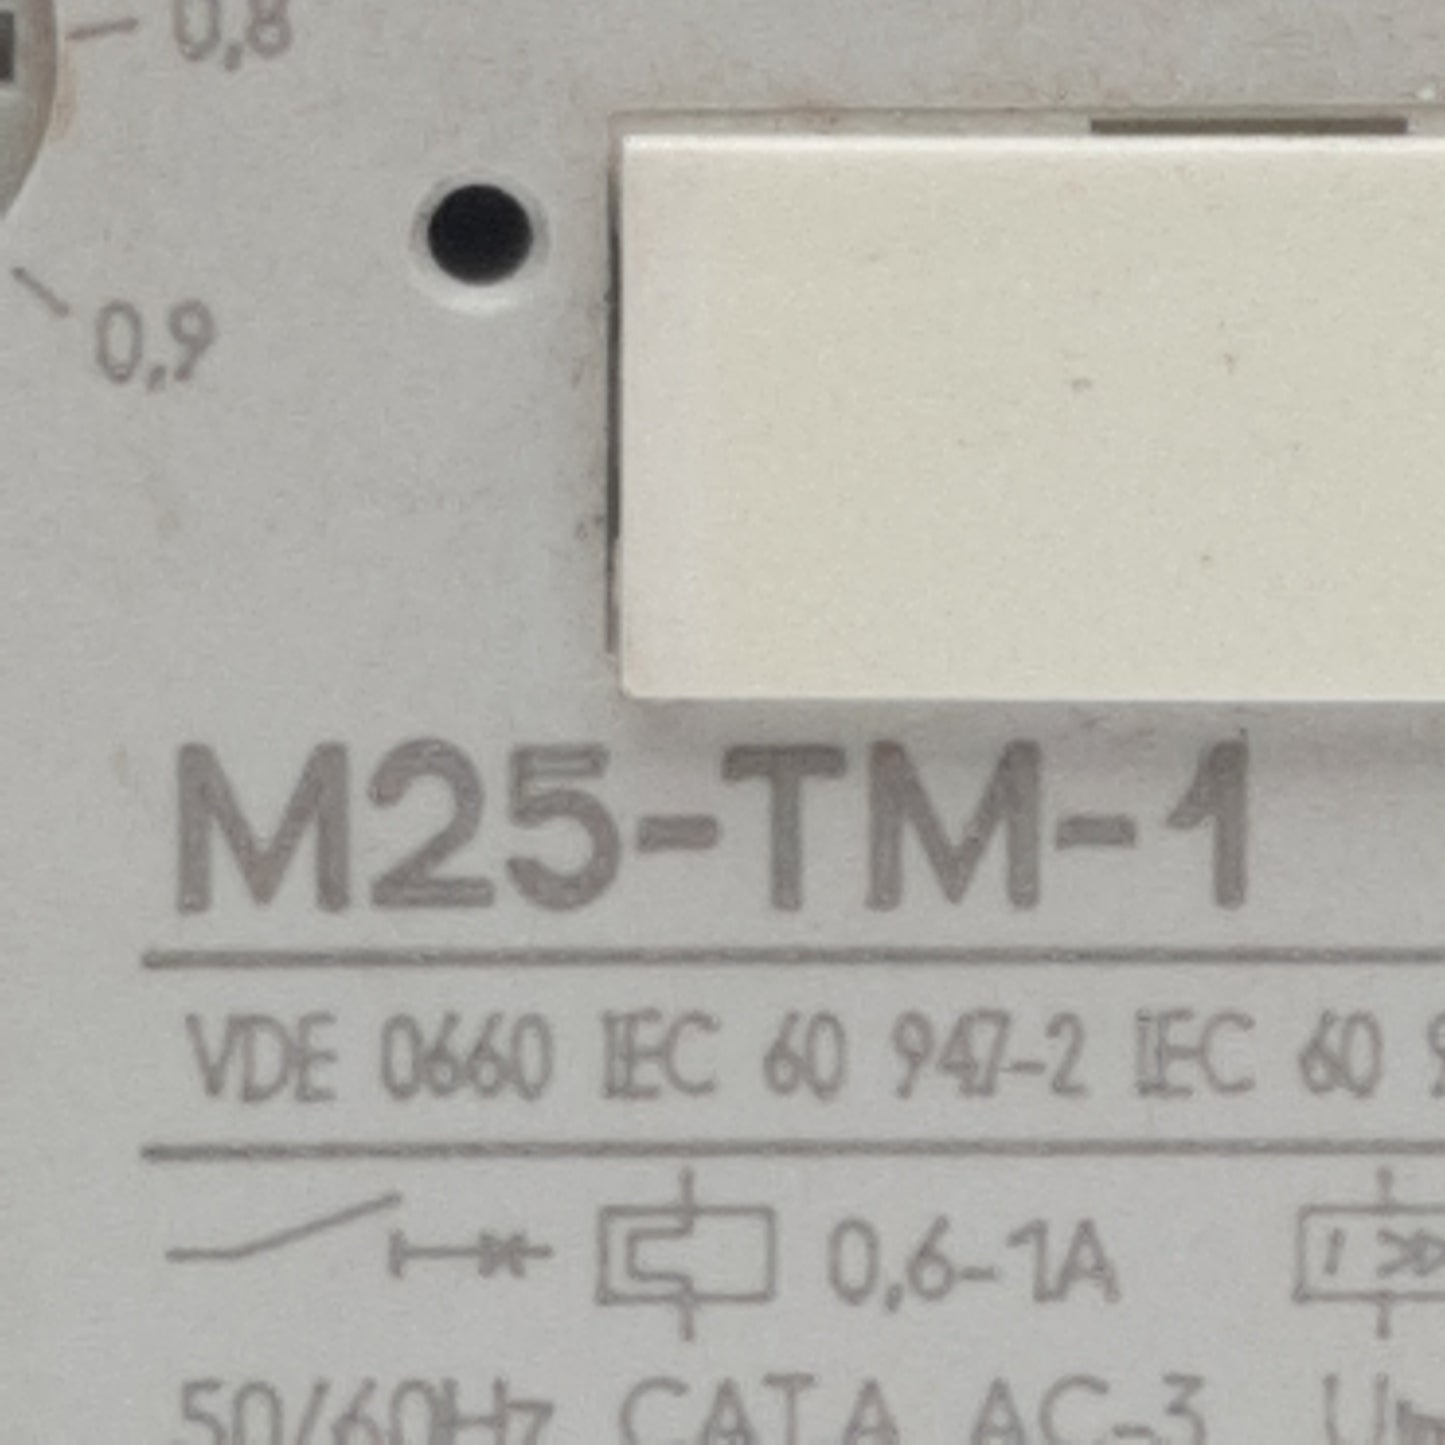 0,8
0,9
M25-TM-1
VDE 0660 IEC 60 947-2 IEC 60
0,6-1A
I >>
50/60Hz CAT A AC-3